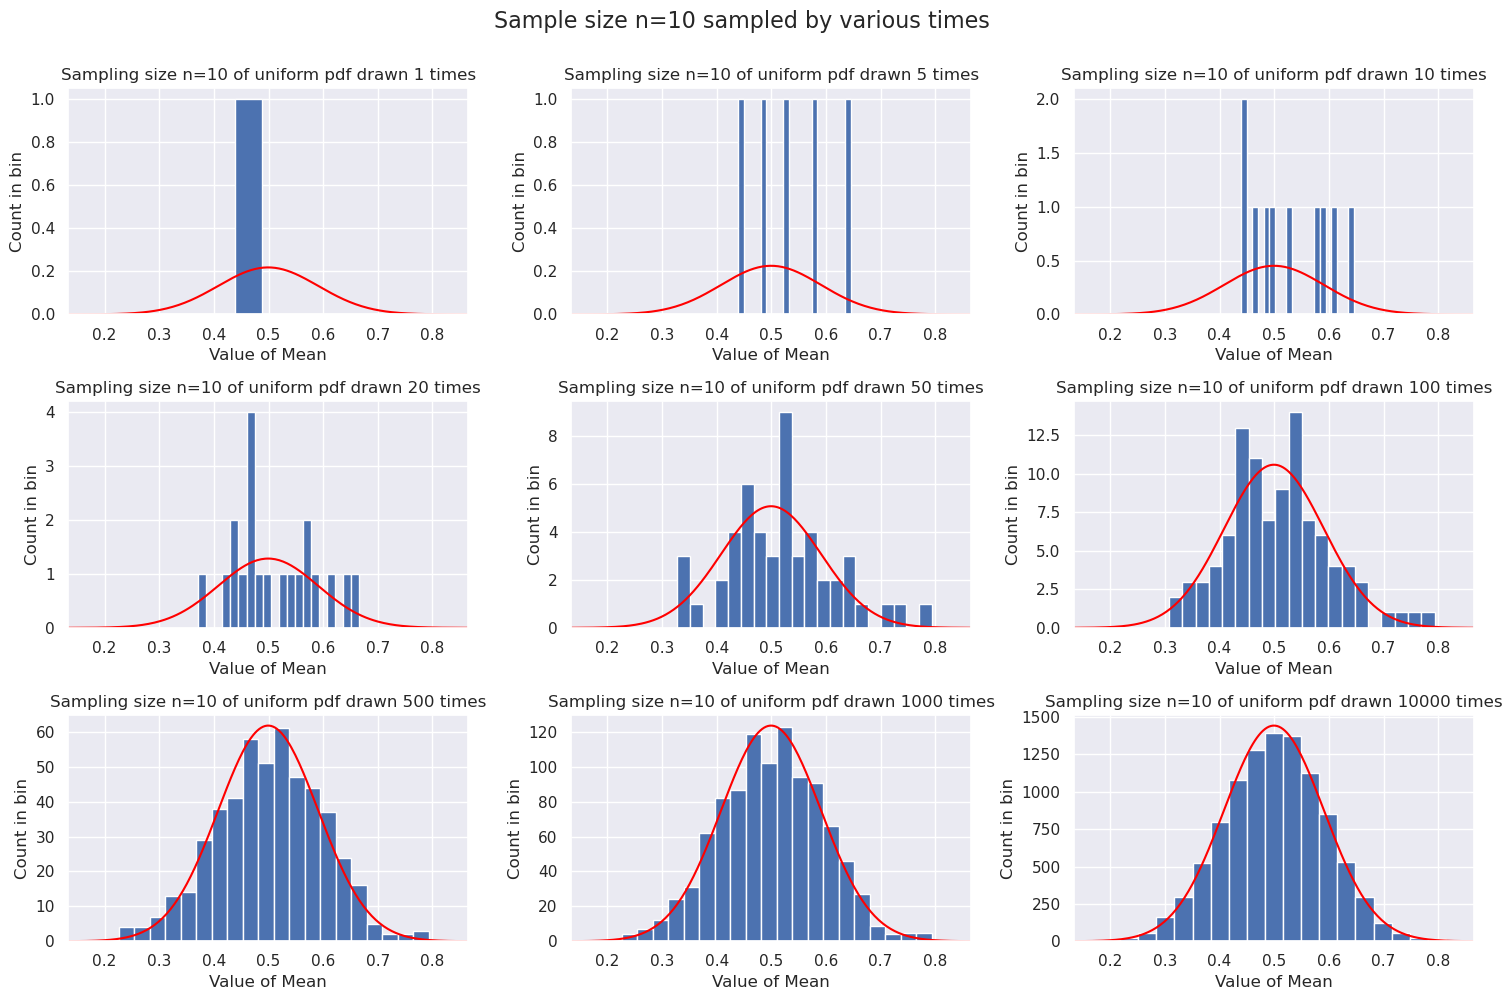 Sample size n=10 sampled by various times
Sampling size n=10 of uniform pdf drawn 1 times
1.0
0.8
0.6
0.4
0.2
0.0
Count in bin
0.2 0.3 0.4 0.5 0.6 0.7 0.8
Value of Mean
Sampling size n=10 of uniform pdf drawn 5 times
1.0
0.8
0.6
0.4
0.2
0.0
Count in bin
0.2 0.3 0.4 0.5 0.6 0.7 0.8
Value of Mean
Sampling size n=10 of uniform pdf drawn 10 times
2.0
1.5
1.0
0.5
0.0
Count in bin
0.2 0.3 0.4 0.5 0.6 0.7 0.8
Value of Mean
Sampling size n=10 of uniform pdf drawn 20 times
4
3
2
1
0
Count in bin
0.2 0.3 0.4 0.5 0.6 0.7 0.8
Value of Mean
Sampling size n=10 of uniform pdf drawn 50 times
8
6
4
2
0
Count in bin
0.2 0.3 0.4 0.5 0.6 0.7 0.8
Value of Mean
Sampling size n=10 of uniform pdf drawn 100 times
12.5
10.0
7.5
5.0
2.5
0.0
Count in bin
0.2 0.3 0.4 0.5 0.6 0.7 0.8
Value of Mean
Sampling size n=10 of uniform pdf drawn 500 times
60
50
40
30
20
10
0
Count in bin
0.2 0.3 0.4 0.5 0.6 0.7 0.8
Value of Mean
Sampling size n=10 of uniform pdf drawn 1000 times
120
100
80
60
40
20
0
Count in bin
0.2 0.3 0.4 0.5 0.6 0.7 0.8
Value of Mean
Sampling size n=10 of uniform pdf drawn 10000 times
1500
1250
1000
750
500
250
0
Count in bin
0.2 0.3 0.4 0.5 0.6 0.7 0.8
Value of Mean